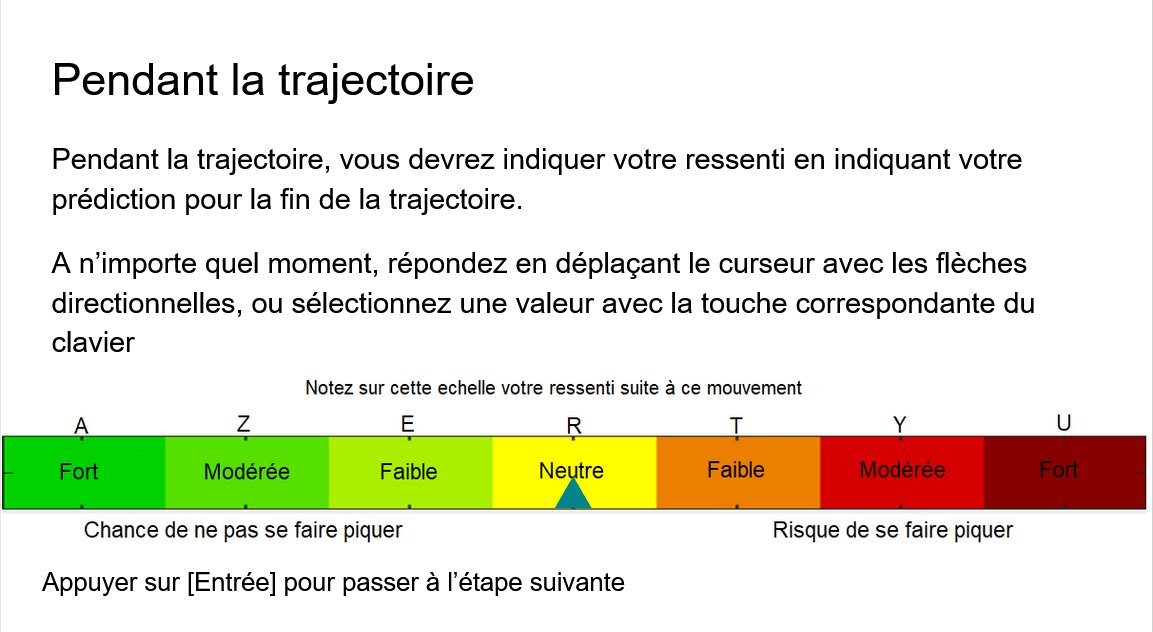 Pendant la trajectoire
Pendant la trajectoire, vous devrez indiquer votre ressenti en indiquant votre
prédiction pour la fin de la trajectoire.
A n’importe quel moment, répondez en déplaçant le curseur avec les flèches
directionnelles, ou sélectionnez une valeur avec la touche correspondante du
clavier
Notez sur cette echelle votre ressenti suite à ce mouvement
A Z E R T Y U
Fort Modérée Faible Neutre Faible Modérée Fort
Chance de ne pas se faire piquer Risque de se faire piquer
Appuyer sur [Entrée] pour passer à l’étape suivante